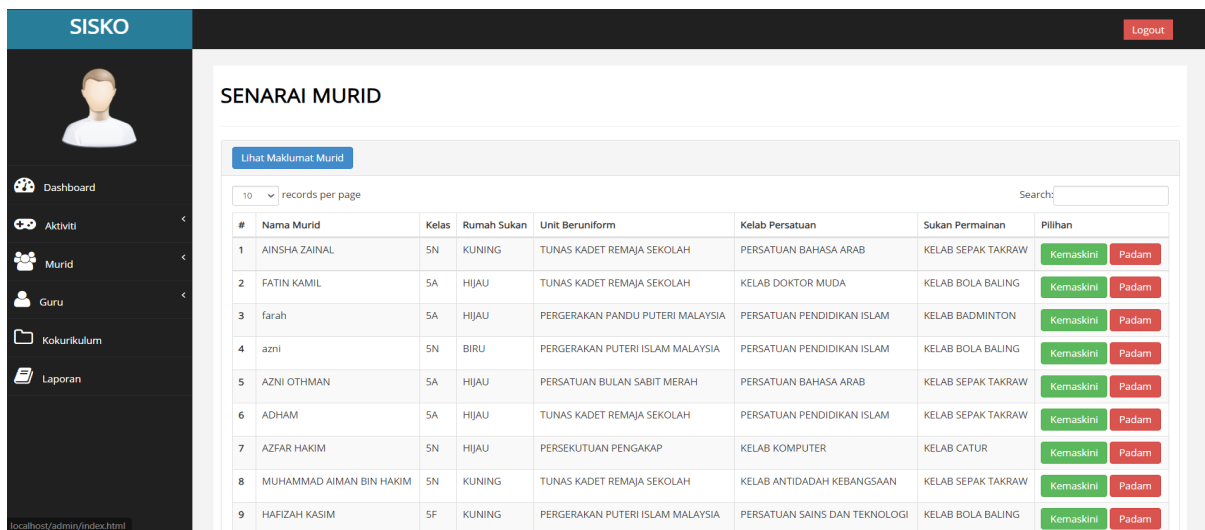 SISKO
Logout
SENARAI MURID
Lihat Maklumat Murid
Dashboard
10 records per page Search:
Aktiviti
# Nama Murid Kelas Rumah Sukan Unit Beruniform Kelab Persatuan Sukan Permainan Pilihan
1 AINSHA ZAINAL 5N KUNING TUNAS KADET REMAJA SEKOLAH PERSATUAN BAHASA ARAB KELAB SEPAK TAKRAW Kemaskini Padam
Murid
2 FATIN KAMIL 5A HIJAU TUNAS KADET REMAJA SEKOLAH KELAB DOKTOR MUDA KELAB BOLA BALING Kemaskini Padam
Guru
3 farah 5A HIJAU PERGERAKAN PANDU PUTERI MALAYSIA PERSATUAN PENDIDIKAN ISLAM KELAB BADMINTON Kemaskini Padam
Kokurikulum
4 azni 5N BIRU PERGERAKAN PUTERI ISLAM MALAYSIA PERSATUAN PENDIDIKAN ISLAM KELAB BOLA BALING Kemaskini Padam
Laporan
5 AZNI OTHMAN 5A HIJAU PERSATUAN BULAN SABIT MERAH PERSATUAN BAHASA ARAB KELAB SEPAK TAKRAW Kemaskini Padam
6 ADHAM 5A HIJAU TUNAS KADET REMAJA SEKOLAH PERSATUAN PENDIDIKAN ISLAM KELAB SEPAK TAKRAW Kemaskini Padam
7 AZFAR HAKIM 5N HIJAU PERSEKUTUAN PENGAKAP KELAB KOMPUTER KELAB CATUR Kemaskini Padam
8 MUHAMMAD AIMAN BIN HAKIM 5N KUNING TUNAS KADET REMAJA SEKOLAH KELAB ANTIDADAH KEBANGSAAN KELAB SEPAK TAKRAW Kemaskini Padam
9 HAFIZAH KASIM 5F KUNING PERGERAKAN PUTERI ISLAM MALAYSIA PERSATUAN SAINS DAN TEKNOLOGI KELAB BOLA BALING Kemaskini Padam
localhost/admin/index.html